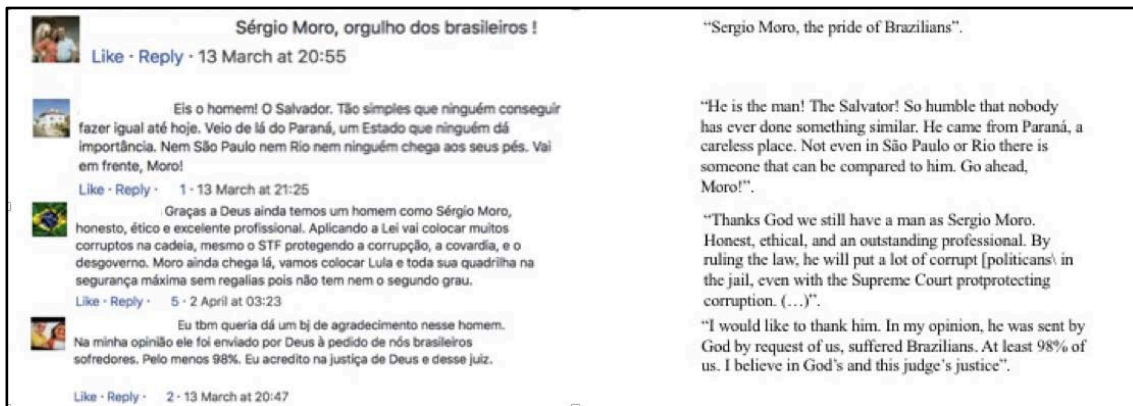 Sérgio Moro, orgulho dos brasileiros !
Like · Reply · 13 March at 20:55
Eis o homem! O Salvador. Tão simples que ninguém conseguir
fazer igual até hoje. Veio de lá do Paraná, um Estado que ninguém dá
importância. Nem São Paulo nem Rio nem ninguém chega aos seus pés. Vai
em frente, Moro!
Like · Reply · 1 · 13 March at 21:25
Graças a Deus ainda temos um homem como Sérgio Moro,
honesto, ético e excelente profissional. Aplicando a Lei vai colocar muitos
corruptos na cadeia, mesmo o STF protegendo a corrupção, a covardia, e o
desgoverno. Moro ainda chega lá, vamos colocar Lula e toda sua quadrilha na
segurança máxima sem regalias pois não tem nem o segundo grau.
Like · Reply · 5 · 2 April at 03:23
Eu tbm queria dá um bj de agradecimento nesse homem.
Na minha opinião ele foi enviado por Deus à pedido de nós brasileiros
sofredores. Pelo menos 98%. Eu acredito na justiça de Deus e desse juiz.
Like · Reply · 2 · 13 March at 20:47
“Sergio Moro, the pride of Brazilians”.
“He is the man! The Salvator! So humble that nobody
has ever done something similar. He came from Paraná, a
careless place. Not even in São Paulo or Rio there is
someone that can be compared to him. Go ahead,
Moro!”.
“Thanks God we still have a man as Sergio Moro.
Honest, ethical, and an outstanding professional. By
ruling the law, he will put a lot of corrupt [politicans\ in
the jail, even with the Supreme Court protprotecting
corruption. (…)”.
“I would like to thank him. In my opinion, he was sent by
God by request of us, suffered Brazilians. At least 98% of
us. I believe in God’s and this judge’s justice”.